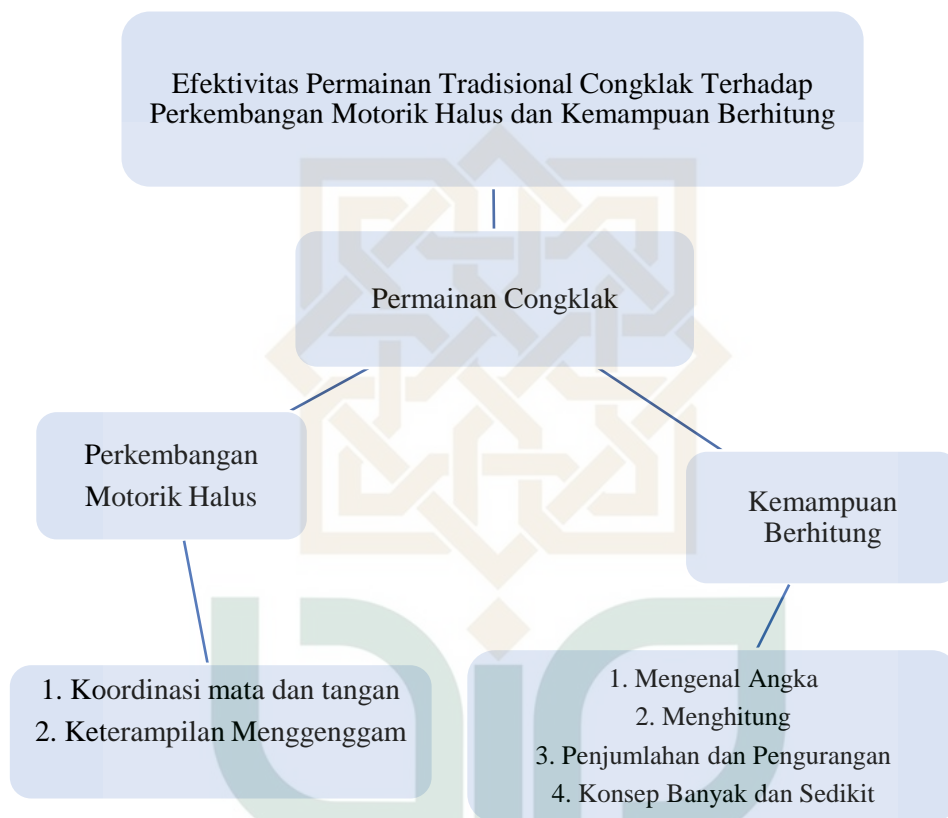 Efektivitas Permainan Tradisional Congklak Terhadap
Perkembangan Motorik Halus dan Kemampuan Berhitung
Permainan Congklak
Perkembangan
Motorik Halus
Kemampuan
Berhitung
1. Koordinasi mata dan tangan
2. Keterampilan Menggenggam
1. Mengenal Angka
2. Menghitung
3. Penjumlahan dan Pengurangan
4. Konsep Banyak dan Sedikit